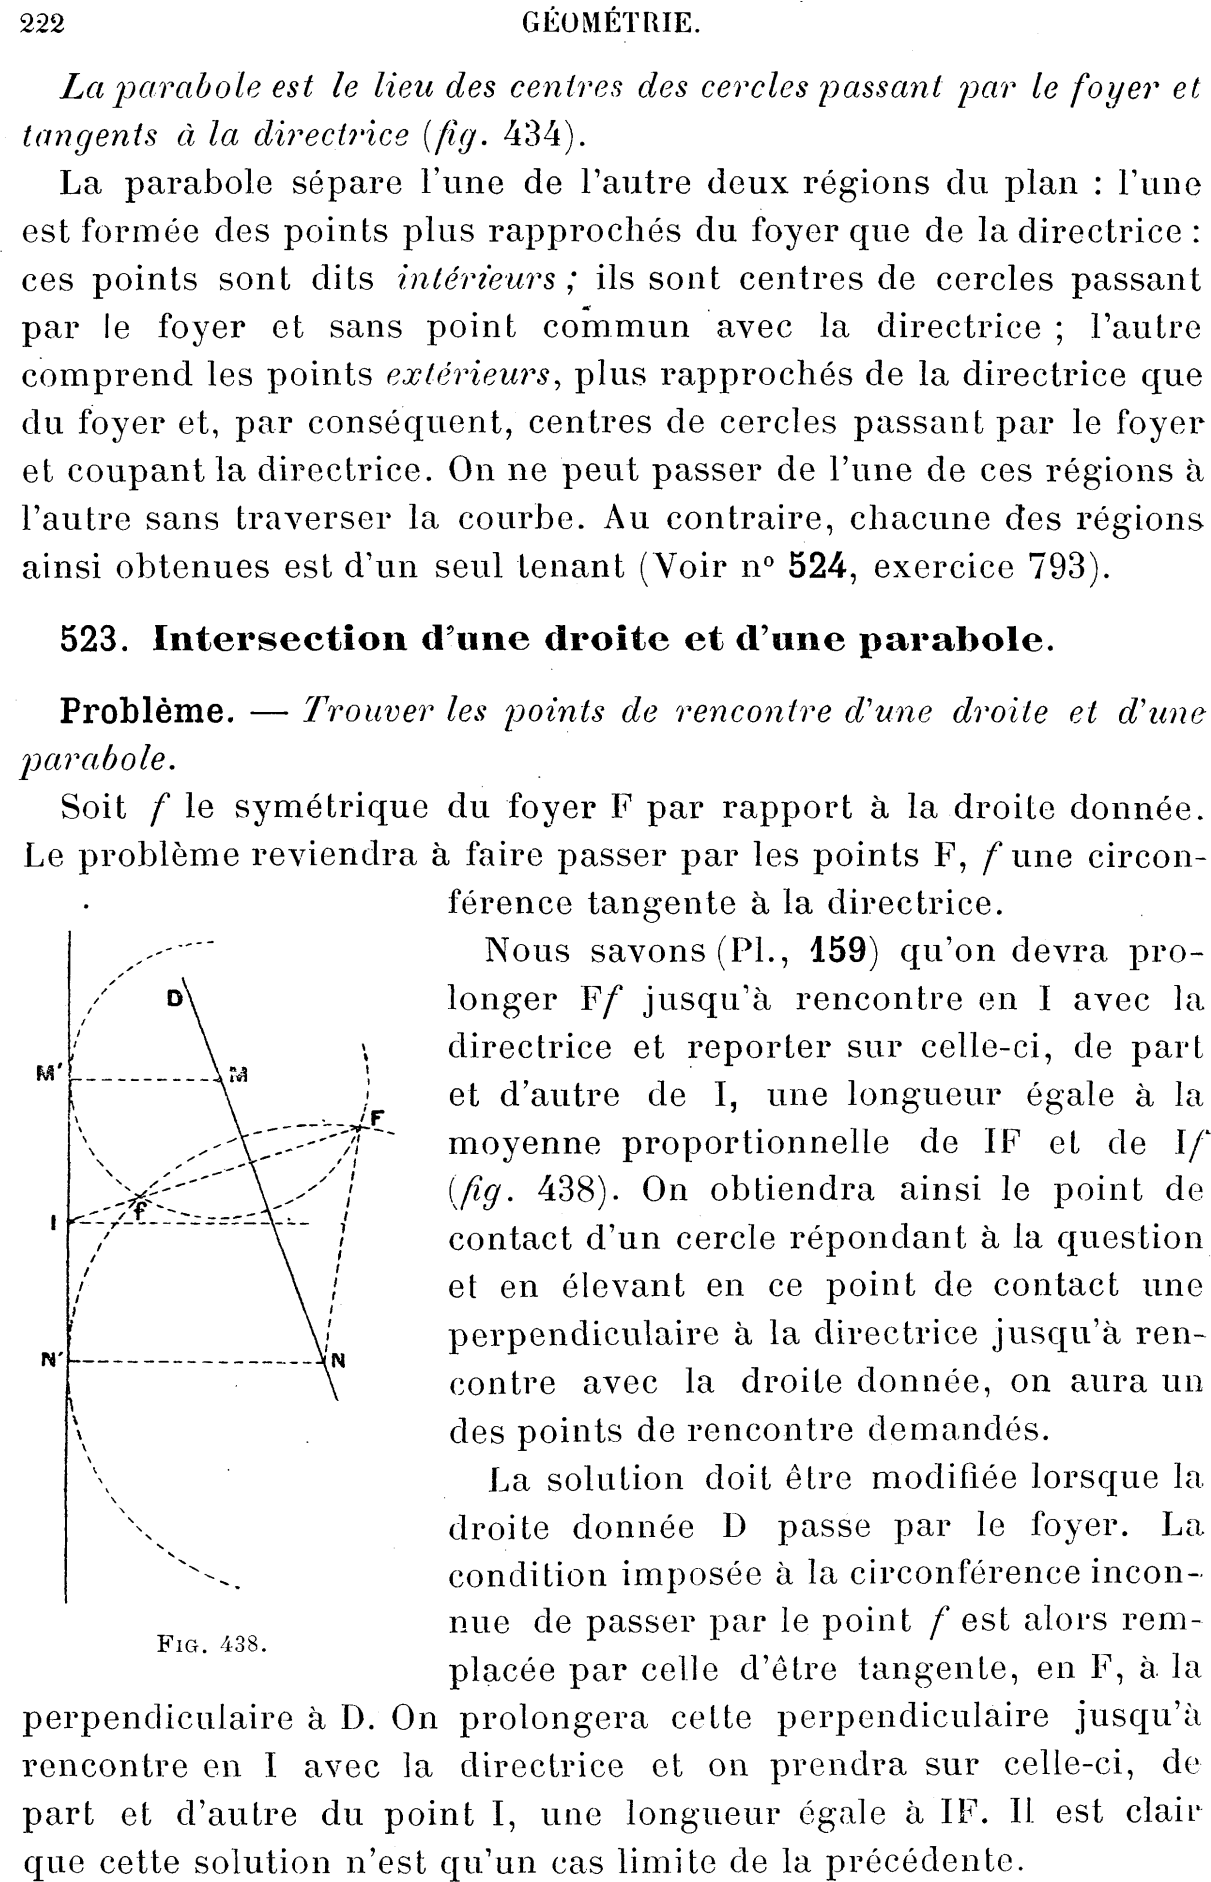 222
GÉOMÉTRIE.
La parabole est le lieu des centres des cercles passant par le foyer et
tangents à la directrice (fig. 434).
La parabole sépare l'une de l'autre deux régions du plan : l'une
est formée des points plus rapprochés du foyer que de la directrice :
ces points sont dits intérieurs ; ils sont centres de cercles passant
par le foyer et sans point commun avec la directrice ; l'autre
comprend les points extérieurs, plus rapprochés de la directrice que
du foyer et, par conséquent, centres de cercles passant par le foyer
et coupant la directrice. On ne peut passer de l'une de ces régions à
l'autre sans traverser la courbe. Au contraire, chacune des régions
ainsi obtenues est d'un seul tenant (Voir nº 524, exercice 793).
523. Intersection d'une droite et d'une parabole.
Problème. — Trouver les points de rencontre d'une droite et d'une
parabole.
Soit f le symétrique du foyer F par rapport à la droite donnée.
Le problème reviendra à faire passer par les points F, f une circon-
férence tangente à la directrice.
Nous savons (Pl., 159) qu'on devra pro-
longer Ff jusqu'à rencontre en I avec la
directrice et reporter sur celle-ci, de part
et d'autre de I, une longueur égale à la
moyenne proportionnelle de IF et de If
(fig. 438). On obtiendra ainsi le point de
contact d'un cercle répondant à la question
et en élevant en ce point de contact une
perpendiculaire à la directrice jusqu'à ren-
contre avec la droite donnée, on aura un
des points de rencontre demandés.
La solution doit être modifiée lorsque la
droite donnée D passe par le foyer. La
condition imposée à la circonférence incon-
nue de passer par le point f est alors rem-
placée par celle d'être tangente, en F, à la
D
M'
M
F
f
I
N'
N
FIG. 438.
perpendiculaire à D. On prolongera cette perpendiculaire jusqu'à
rencontre en I avec la directrice et on prendra sur celle-ci, de
part et d'autre du point I, une longueur égale à IF. Il est clair
que cette solution n'est qu'un cas limite de la précédente.